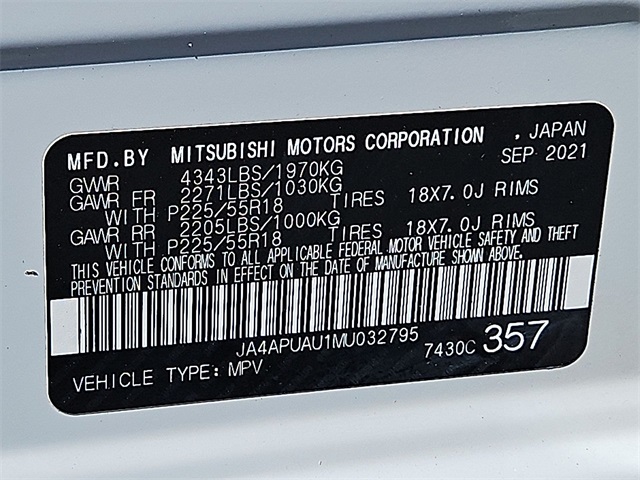 MFD.BY MITSUBISHI MOTORS CORPORATION , JAPAN
SEP 2021
GVWR 4343LBS/1970KG
GAWR FR 2271LBS/1030KG
WITH P225/55R18 TIRES 18X7.0J RIMS
GAWR RR 2205LBS/1000KG
WITH P225/55R18 TIRES 18X7.0J RIMS
THIS VEHICLE CONFORMS TO ALL APPLICABLE FEDERAL MOTOR VEHICLE SAFETY AND THEFT
PREVENTION STANDARDS IN EFFECT ON THE DATE OF MANUFACTURE SHOWN ABOVE.
JA4APUAU1MU032795 7430C 357
VEHICLE TYPE: MPV